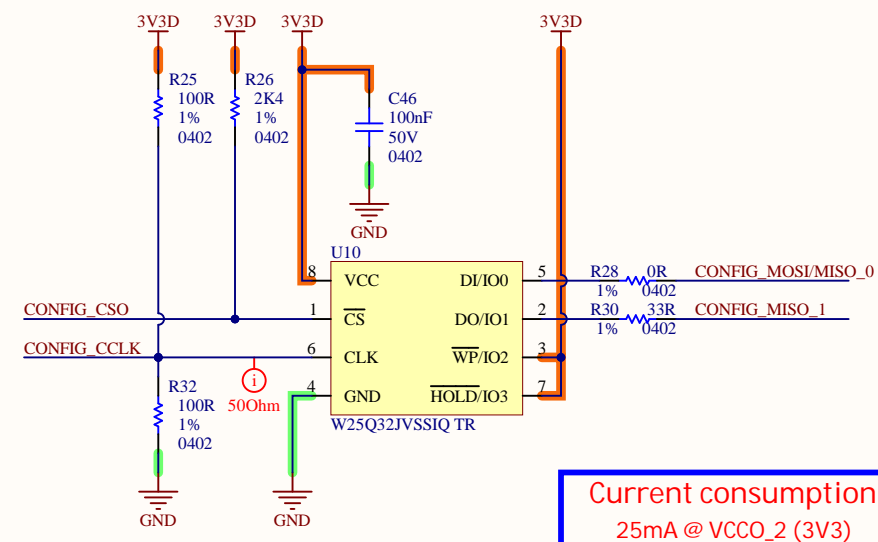 3V3D
3V3D
3V3D
3V3D
R25
100R
1%
0402
R26
2K4
1%
0402
C46
100nF
50V
0402
GND
U10
8
VCC
DI/IO0
5
R28
0R
1%
0402
CONFIG_MOSI/MISO_0
CONFIG_CSO
1
CS
DO/IO1
2
R30
33R
1%
0402
CONFIG_MISO_1
CONFIG_CCLK
6
CLK
WP/IO2
3
i
50Ohm
4
GND
HOLD/IO3
7
W25Q32JVSSIQ TR
R32
100R
1%
0402
GND
GND
Current consumption
25mA @ VCCO_2 (3V3)